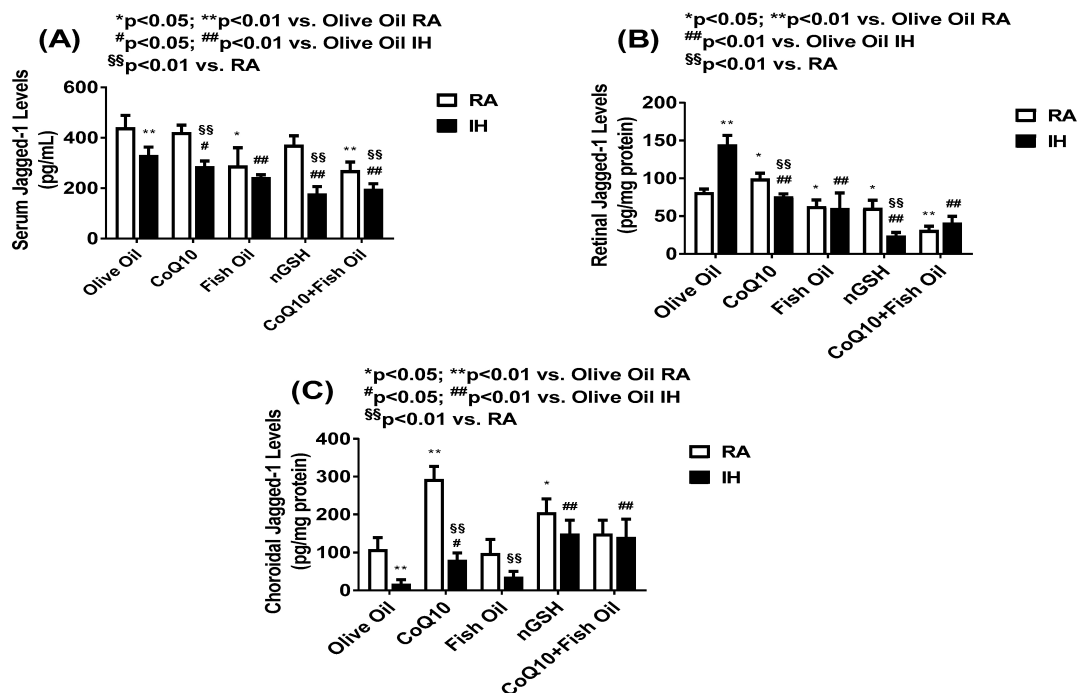 (A)
*p<0.05; **p<0.01 vs. Olive Oil RA
#p<0.05; ##p<0.01 vs. Olive Oil IH
§§p<0.01 vs. RA
Serum Jagged-1 Levels
(pg/mL)
600
400
200
0
** §§ # * ## §§ ## ** §§ ##
RA
IH
Olive Oil
CoQ10
Fish Oil
nGSH
CoQ10+Fish Oil
(B)
*p<0.05; **p<0.01 vs. Olive Oil RA
##p<0.01 vs. Olive Oil IH
§§p<0.01 vs. RA
Retinal Jagged-1 Levels
(pg/mg protein)
200
150
100
50
0
** * §§ ## * ## * §§ ## ** ##
RA
IH
Olive Oil
CoQ10
Fish Oil
nGSH
CoQ10+Fish Oil
(C)
*p<0.05; **p<0.01 vs. Olive Oil RA
#p<0.05; ##p<0.01 vs. Olive Oil IH
§§p<0.01 vs. RA
Choroidal Jagged-1 Levels
(pg/mg protein)
400
300
200
100
0
** ** §§ # §§ * ## ##
RA
IH
Olive Oil
CoQ10
Fish Oil
nGSH
CoQ10+Fish Oil